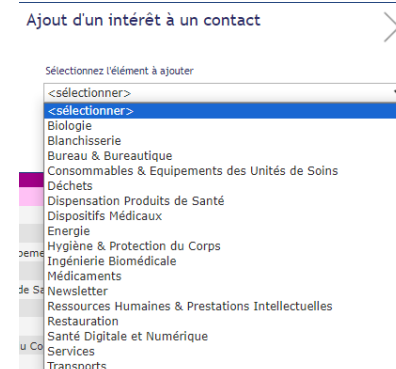 Ajout d'un intérêt à un contact
Sélectionnez l'élément à ajouter
<sélectionner>
<sélectionner>
Biologie
Blanchisserie
Bureau & Bureautique
Consommables & Equipements des Unités de Soins
Déchets
Dispensation Produits de Santé
Dispositifs Médicaux
Energie
Hygiène & Protection du Corps
Ingénierie Biomédicale
Médicaments
Newsletter
Ressources Humaines & Prestations Intellectuelles
Restauration
Santé Digitale et Numérique
Services
Transports